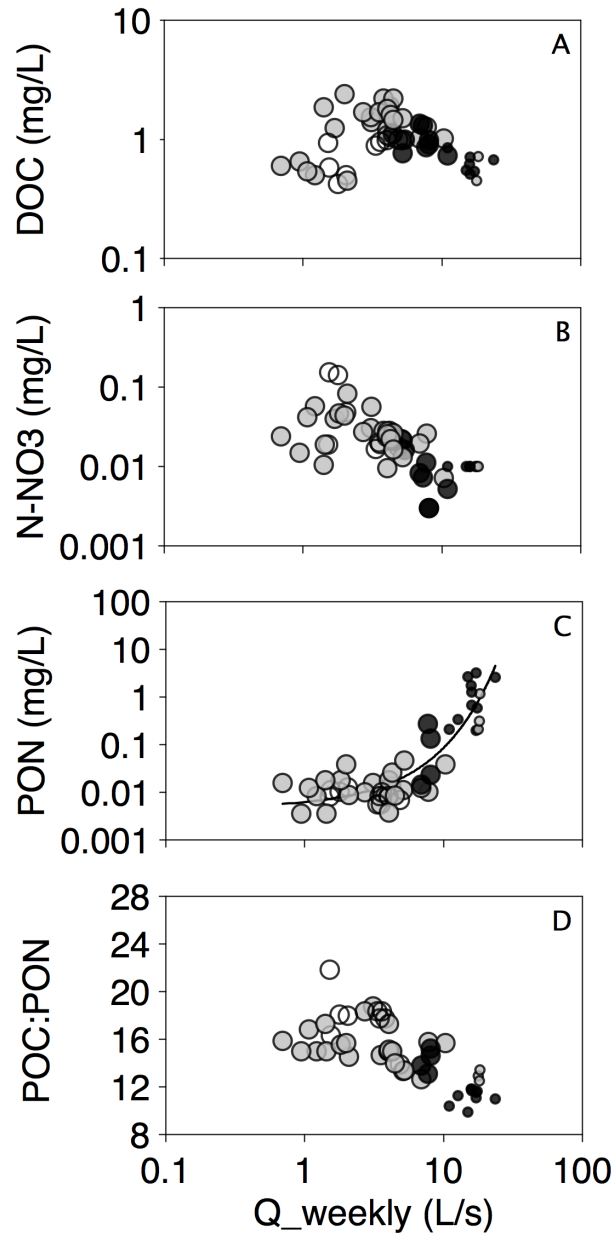 A
10
1
0.1
DOC (mg/L)
B
1
0.1
0.01
0.001
N-NO3 (mg/L)
C
100
10
1
0.1
0.01
0.001
PON (mg/L)
D
28
24
20
16
12
8
POC:PON
0.1 1 10 100
Q_weekly (L/s)